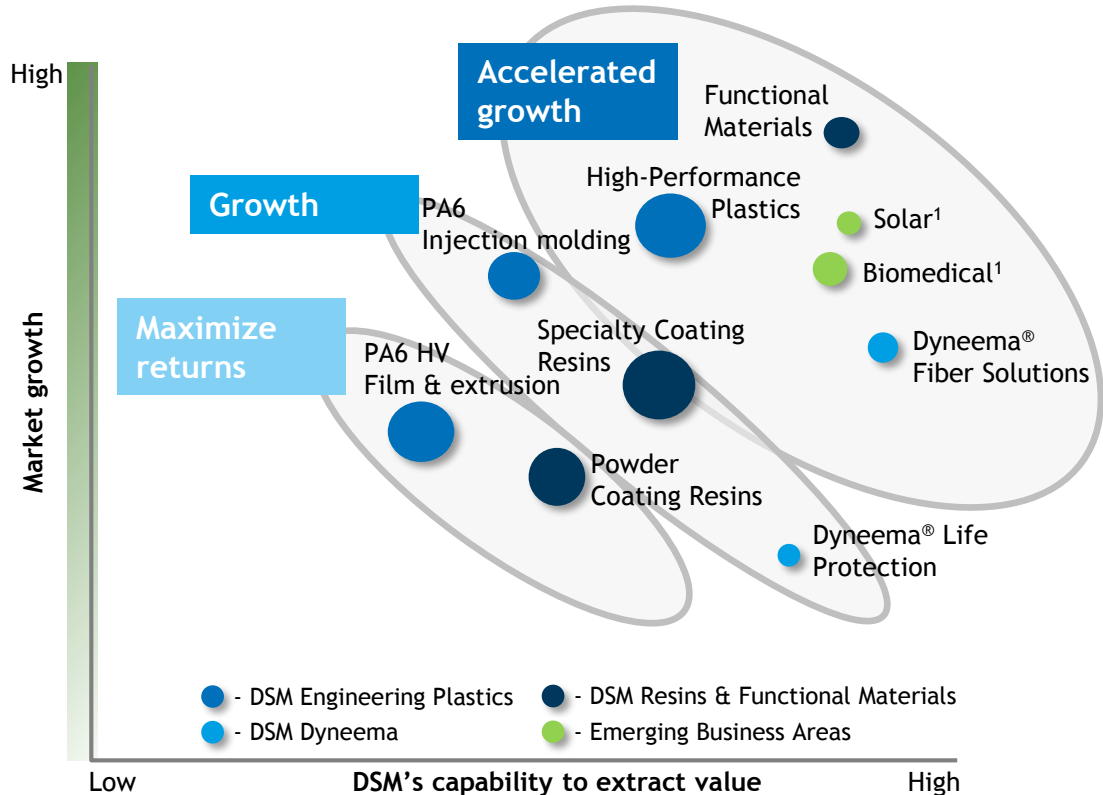 High
Accelerated
growth
Functional
Materials
High-Performance
Plastics
Growth
PA6
Injection molding
Solar¹
Biomedical¹
Maximize
returns
Specialty Coating
Resins
PA6 HV
Film & extrusion
Dyneema®
Fiber Solutions
Market growth
Powder
Coating Resins
Dyneema® Life
Protection
- DSM Engineering Plastics
- DSM Resins & Functional Materials
- DSM Dyneema
- Emerging Business Areas
Low
DSM’s capability to extract value
High